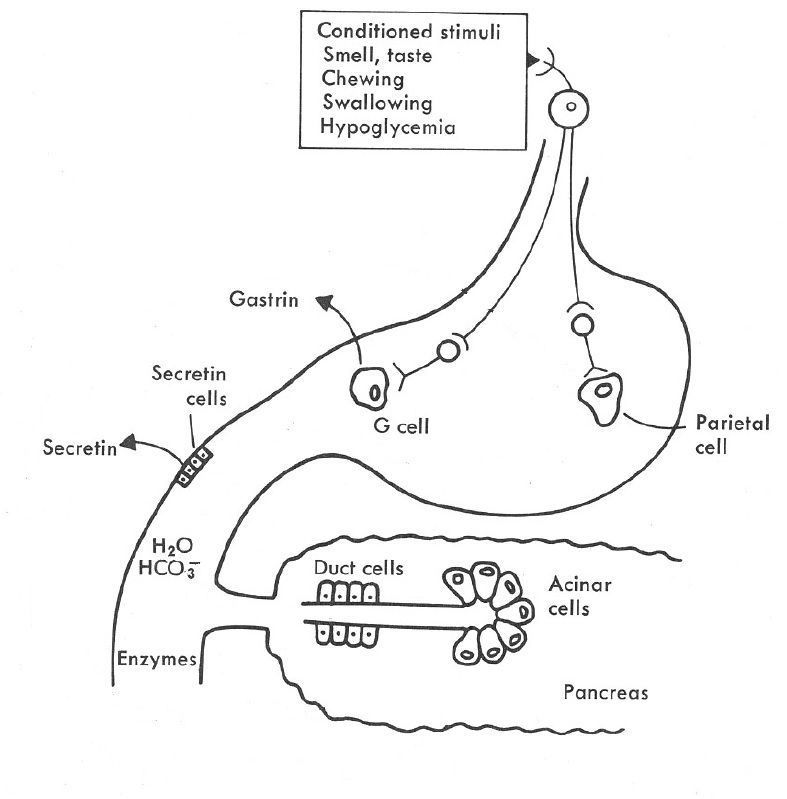 Conditioned stimuli
Smell, taste
Chewing
Swallowing
Hypoglycemia
Gastrin
Secretin
cells
Secretin
G cell
Parietal
cell
H₂O
HCO₃⁻
Duct cells
Acinar
cells
Enzymes
Pancreas